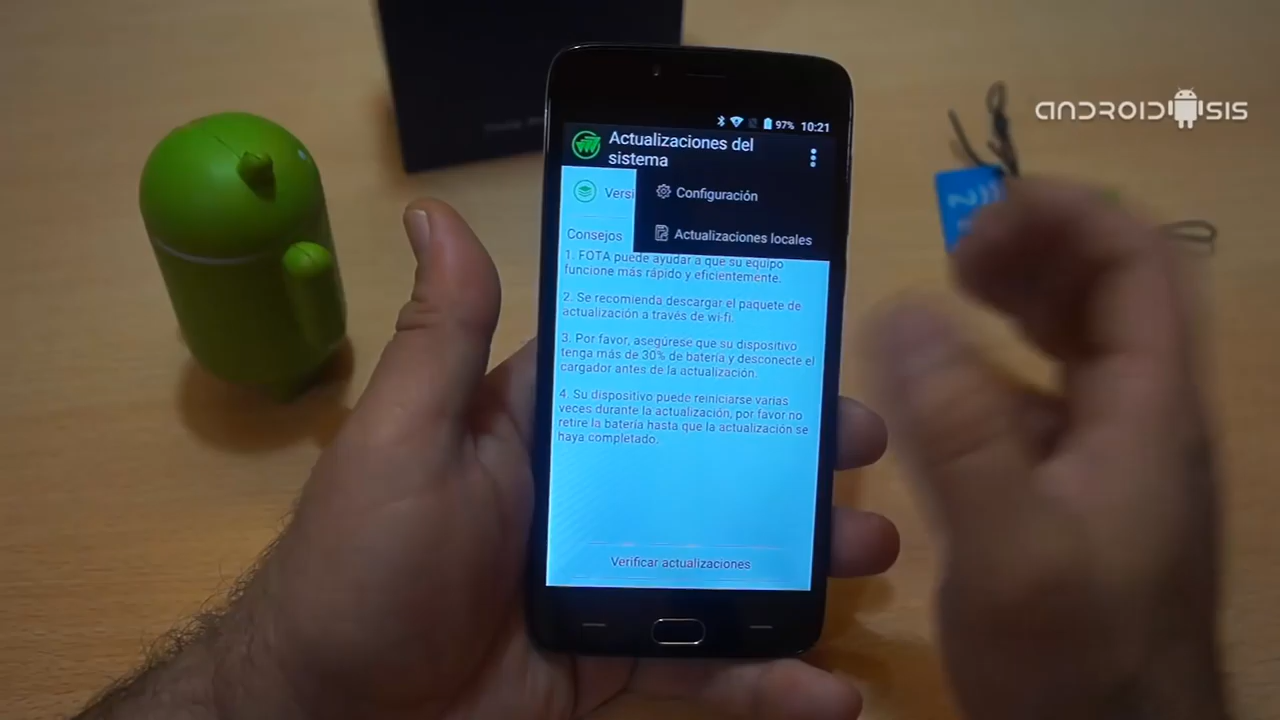 ANDROIDSIS
97% 10:21
Actualizaciones del
sistema
Versi
Configuración
Actualizaciones locales
Consejos
1. FOTA puede ayudar a que su equipo
funcione más rápido y eficientemente.
2. Se recomienda descargar el paquete de
actualización a través de wi-fi.
3. Por favor, asegúrese que su dispositivo
tenga más de 30% de batería y desconecte el
cargador antes de la actualización.
4. Su dispositivo puede reiniciarse varias
veces durante la actualización, por favor no
retire la batería hasta que la actualización se
haya completado.
Verificar actualizaciones